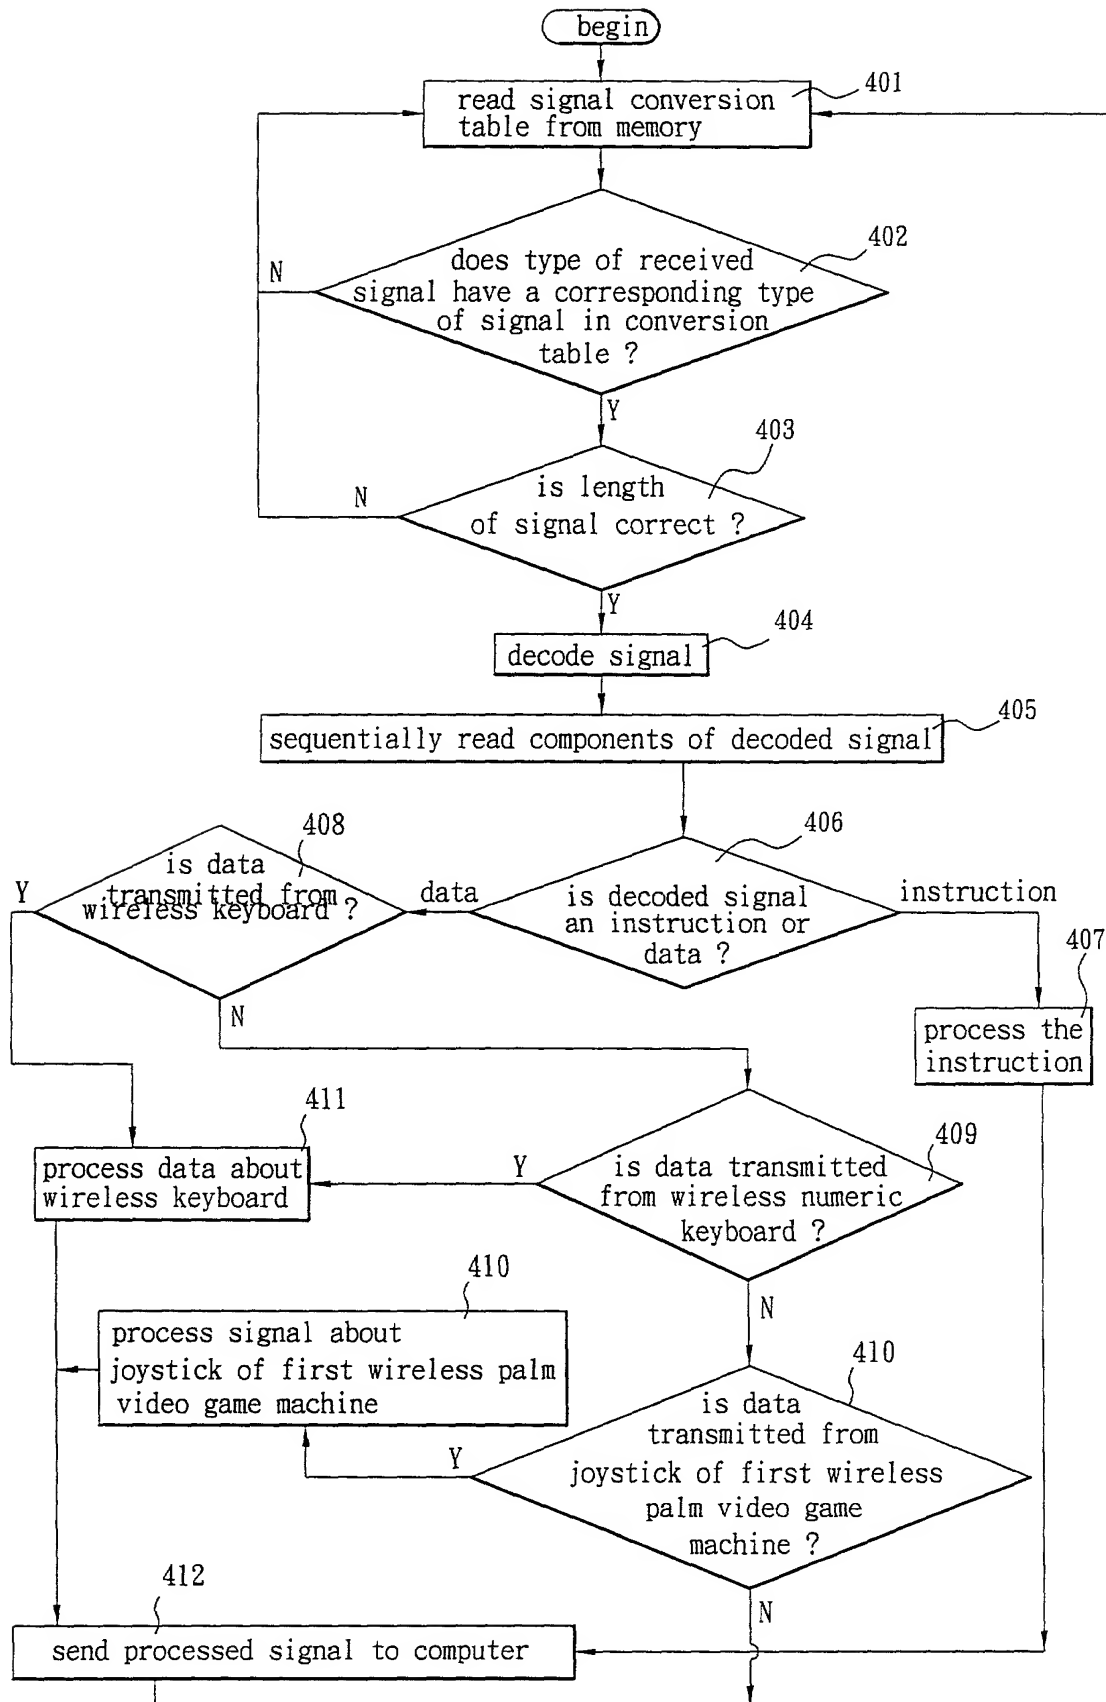 begin
401
read signal conversion
table from memory
402
N
does type of received
signal have a corresponding type
of signal in conversion
table ?
Y
403
N
is length
of signal correct ?
Y
404
decode signal
405
sequentially read components of decoded signal
408
406
Y
is data
transmitted from
wireless keyboard ?
data
is decoded signal
an instruction or
data ?
instruction
407
N
process the
instruction
411
409
process data about
wireless keyboard
Y
is data transmitted
from wireless numeric
keyboard ?
410
N
process signal about
joystick of first wireless palm
video game machine
410
is data
transmitted from
Y
joystick of first wireless
palm video game
machine ?
412
N
send processed signal to computer